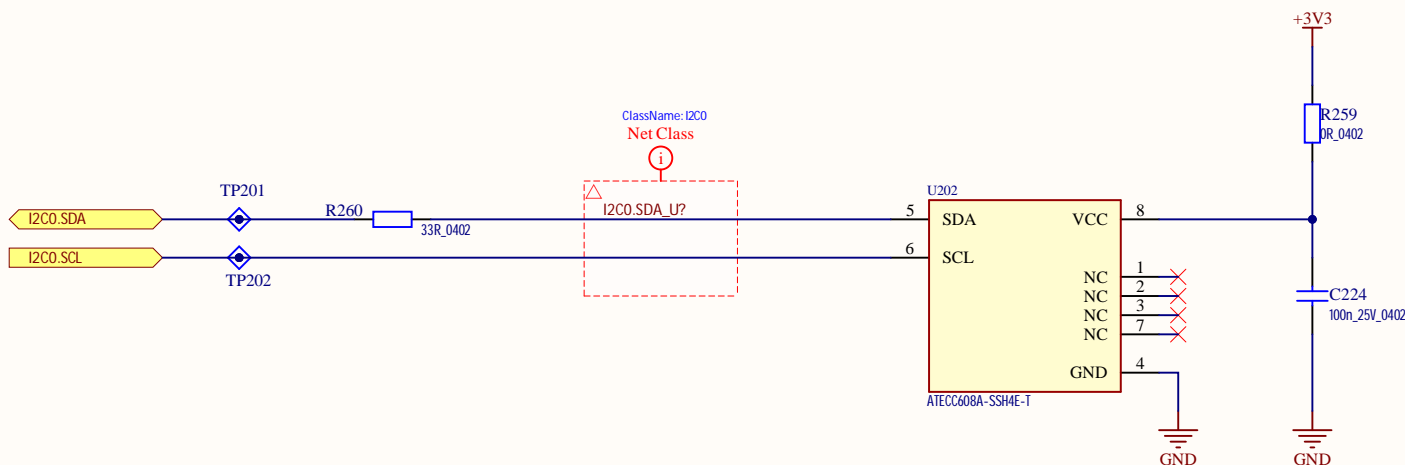 +3V3
R259
0R_0402
ClassName: I2C0
Net Class
i
TP201
I2C0.SDA
R260
33R_0402
I2C0.SDA_U?
U202
5
SDA
VCC
8
I2C0.SCL
TP202
6
SCL
NC
1
NC
2
NC
3
NC
7
GND
4
C224
100n_25V_0402
ATECC608A-SSH4E-T
GND
GND